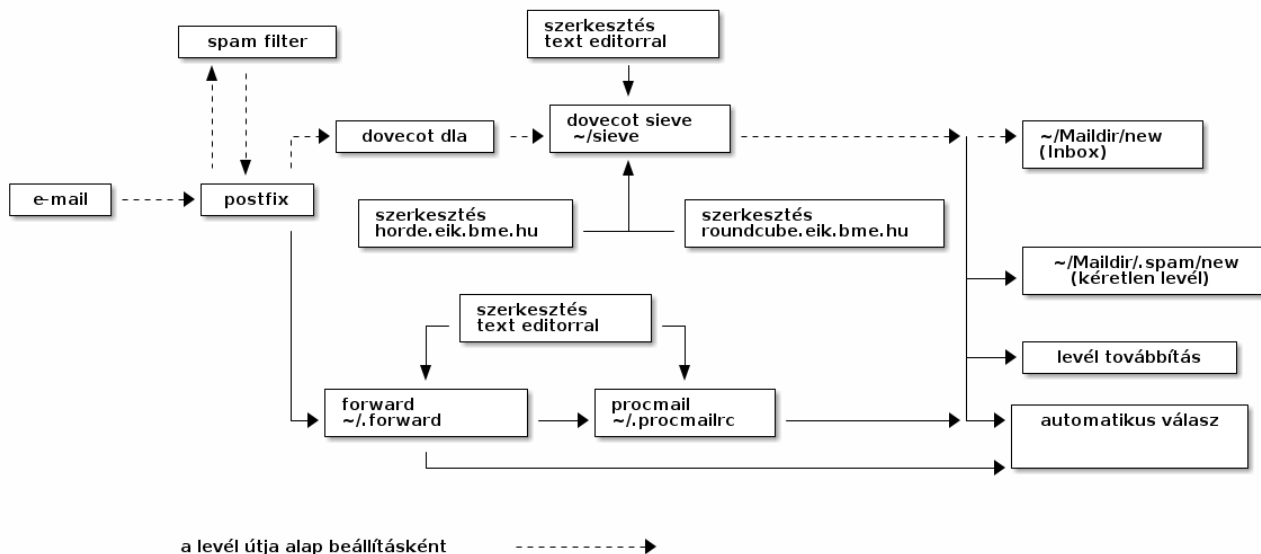 szerkesztés
text editorral
spam filter
dovecot dla
dovecot sieve
~/sieve
~/Maildir/new
(Inbox)
e-mail
postfix
szerkesztés
horde.eik.bme.hu
szerkesztés
roundcube.eik.bme.hu
~/Maildir/.spam/new
(kéretlen levél)
szerkesztés
text editorral
levél továbbítás
forward
~/.forward
procmail
~/.procmailrc
automatikus válasz
a levél útja alap beállításként